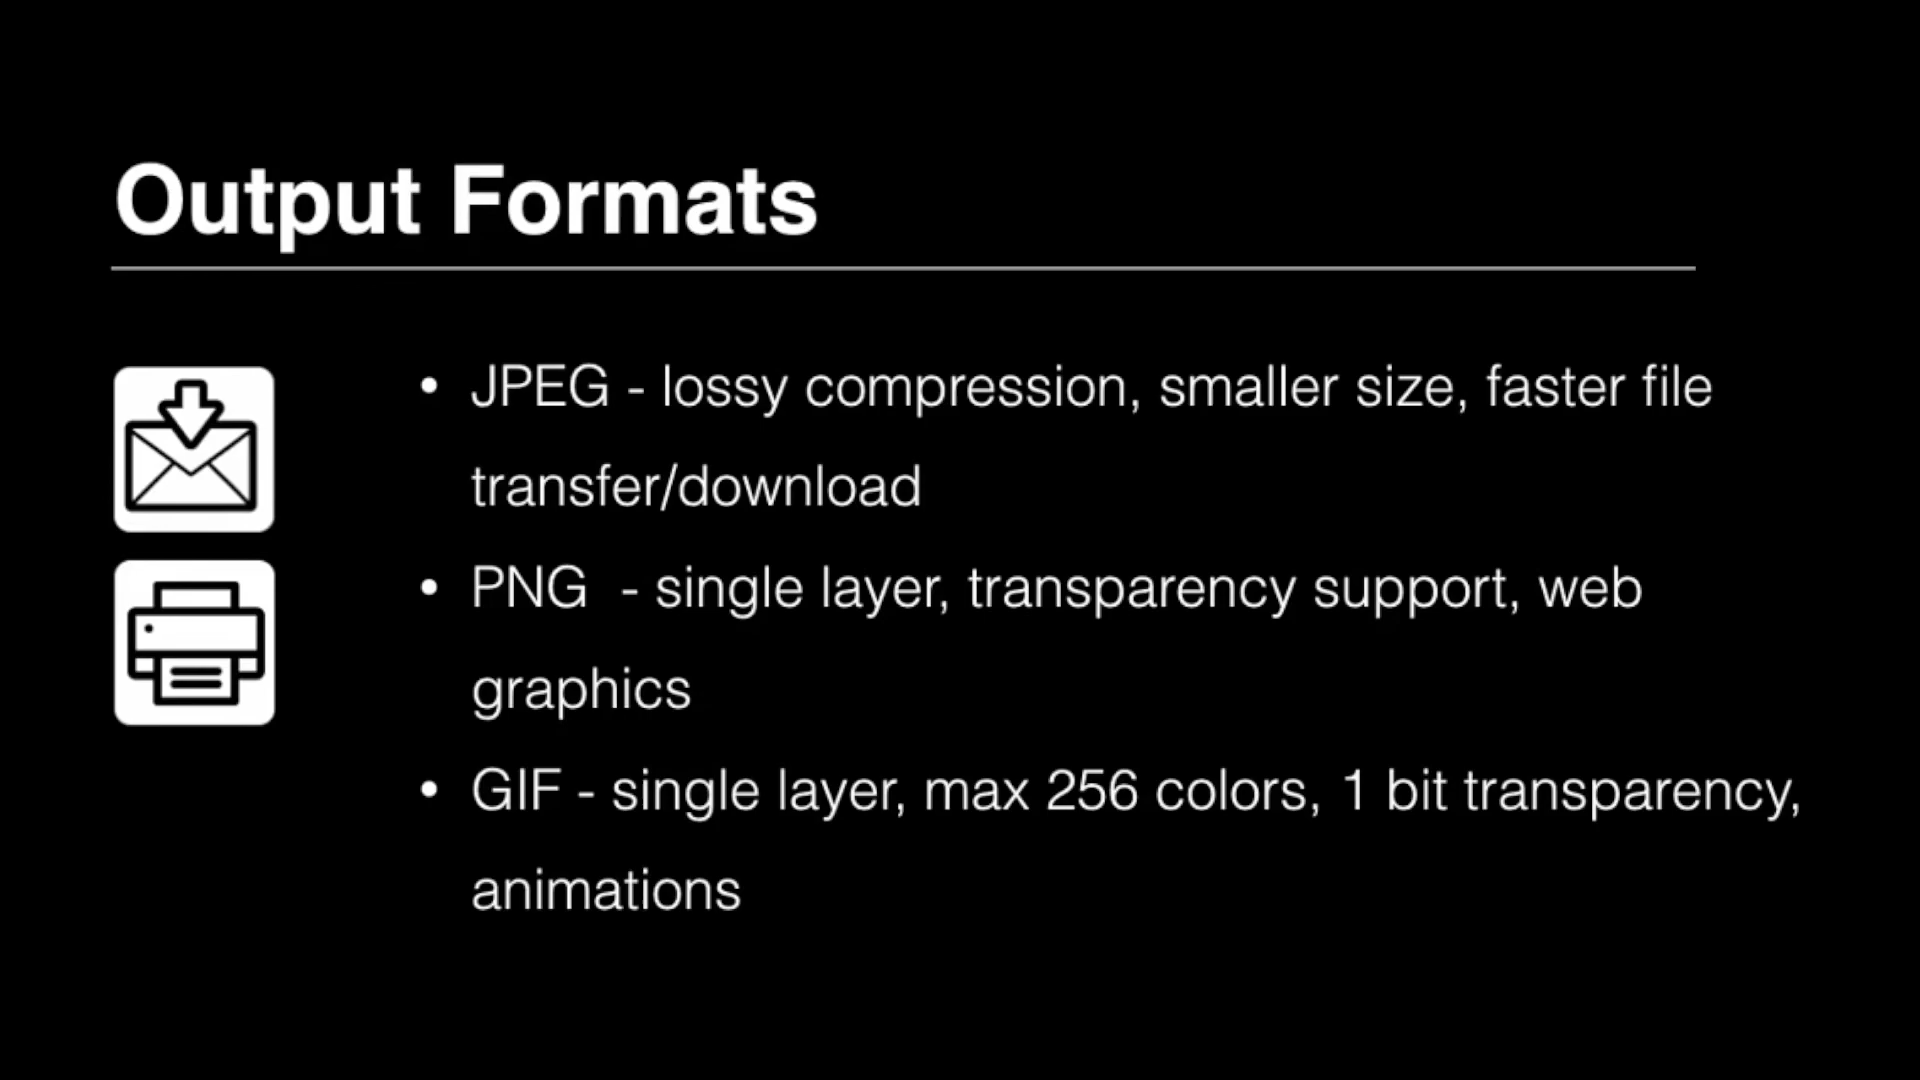 Output Formats
• JPEG - lossy compression, smaller size, faster file
transfer/download
• PNG - single layer, transparency support, web
graphics
• GIF - single layer, max 256 colors, 1 bit transparency,
animations